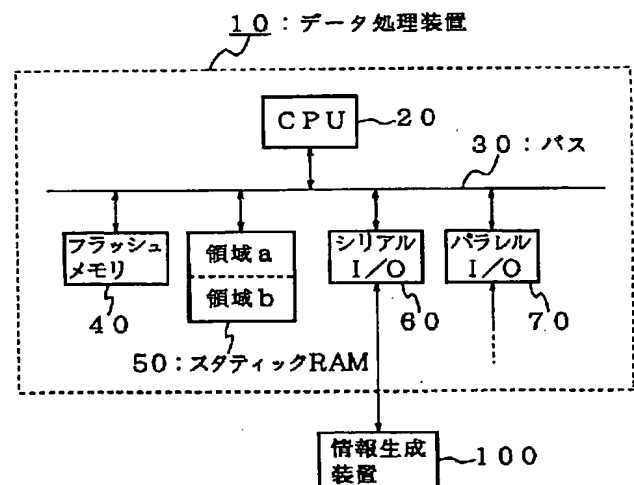 10：データ処理装置
CPU
20
30：バス
フラッシュ
メモリ
40
領域a
領域b
50：スタティックRAM
シリアル
I/O
60
パラレル
I/O
70
情報生成
装置
100